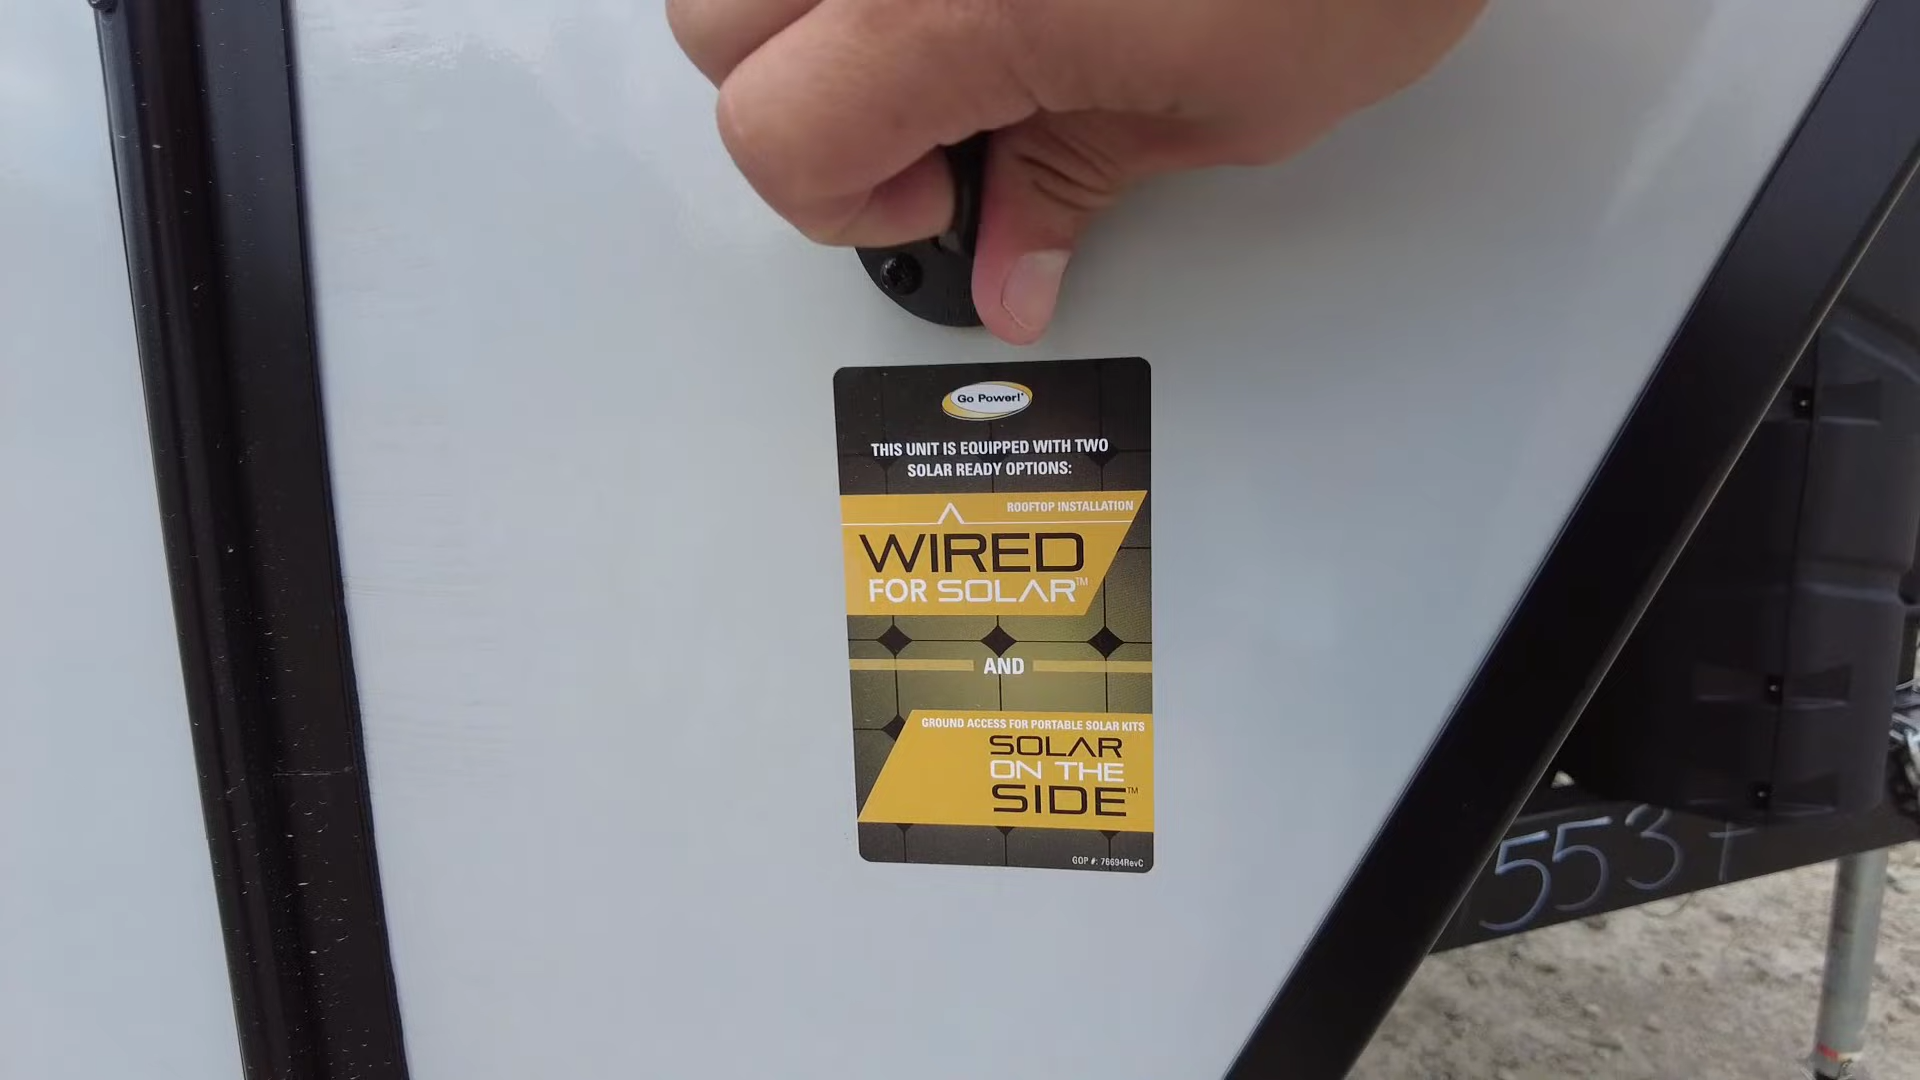 Go Power!
THIS UNIT IS EQUIPPED WITH TWO
SOLAR READY OPTIONS:
ROOFTOP INSTALLATION
WIRED
FOR SOLAR™
AND
GROUND ACCESS FOR PORTABLE SOLAR KITS
SOLAR
ON THE
SIDE™
GOP #: 76694RevC
5537